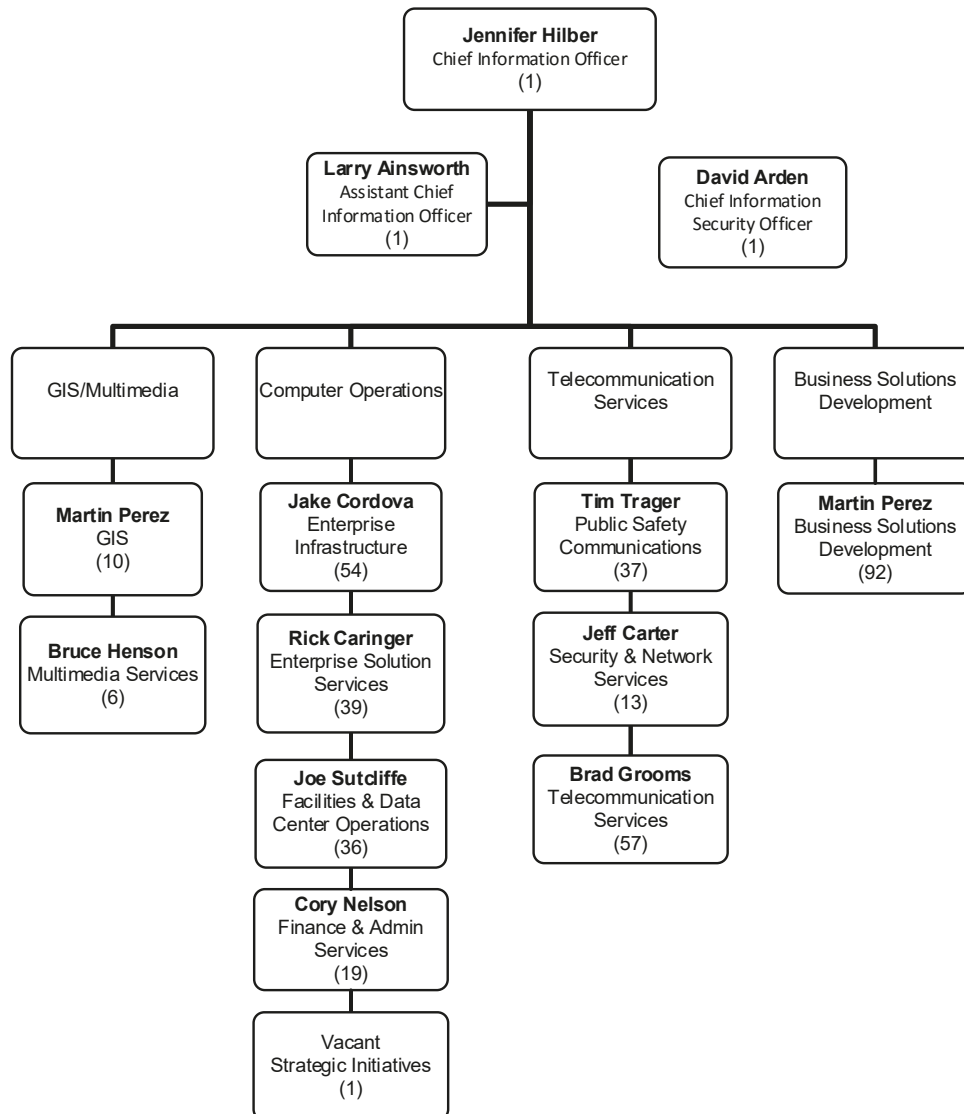 Jennifer Hilber
Chief Information Officer
(1)
Larry Ainsworth
Assistant Chief
Information Officer
(1)
David Arden
Chief Information
Security Officer
(1)
GIS/Multimedia
Computer Operations
Telecommunication
Services
Business Solutions
Development
Martin Perez
GIS
(10)
Bruce Henson
Multimedia Services
(6)
Jake Cordova
Enterprise
Infrastructure
(54)
Rick Caringer
Enterprise Solution
Services
(39)
Joe Sutcliffe
Facilities & Data
Center Operations
(36)
Cory Nelson
Finance & Admin
Services
(19)
Vacant
Strategic Initiatives
(1)
Tim Trager
Public Safety
Communications
(37)
Jeff Carter
Security & Network
Services
(13)
Brad Grooms
Telecommunication
Services
(57)
Martin Perez
Business Solutions
Development
(92)